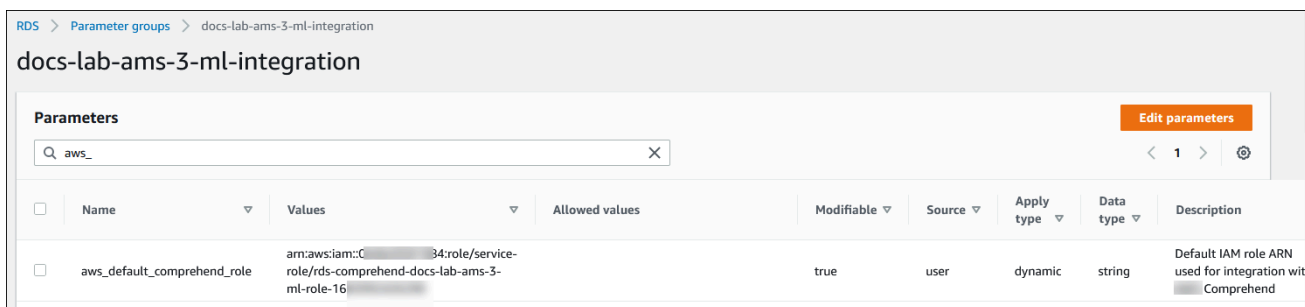 RDS > Parameter groups > docs-lab-ams-3-ml-integration
docs-lab-ams-3-ml-integration
Parameters
Edit parameters
aws_
1
Name Values Allowed values Modifiable Source Apply type Data type Description
arn:aws:iam::0 34:role/service-
role/rds-comprehend-docs-lab-ams-3-
ml-role-16
aws_default_comprehend_role
true
user
dynamic
string
Default IAM role ARN
used for integration
Comprehend